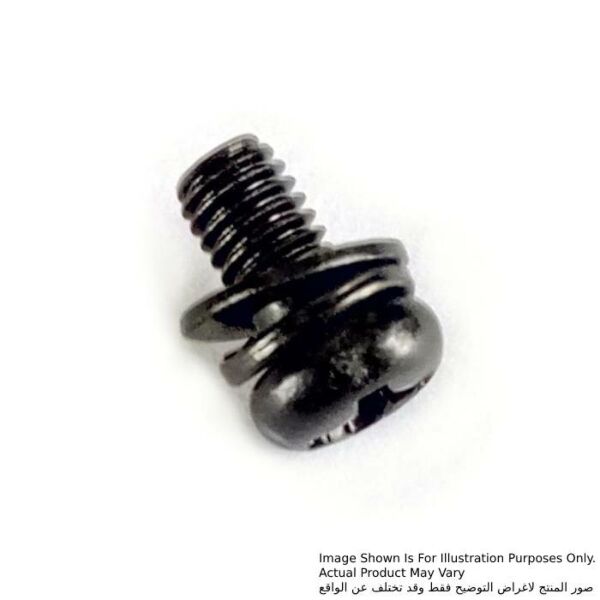 Image Shown Is For Illustration Purposes Only.
Actual Product May Vary
صور المنتج لاغراض التوضيح فقط وقد تختلف عن الواقع